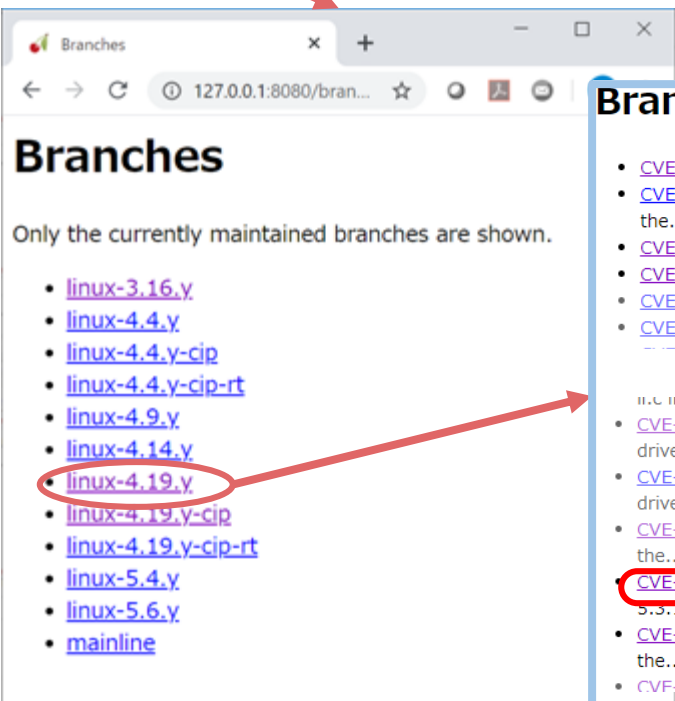 Branches
127.0.0.1:8080/bran...
Branches
Only the currently maintained branches are shown.
linux-3.16.y
linux-4.4.y
linux-4.4.y-cip
linux-4.4.y-cip-rt
linux-4.9.y
linux-4.14.y
linux-4.19.y
linux-4.19.y-cip
linux-4.19.y-cip-rt
linux-5.4.y
linux-5.6.y
mainline
Bran
CVE
CVE
the.
CVE
CVE
CVE
CVE
CVE-
drive
CVE-
drive
CVE-
the..
CVE-
5.3.
CVE-
the..
CVE-